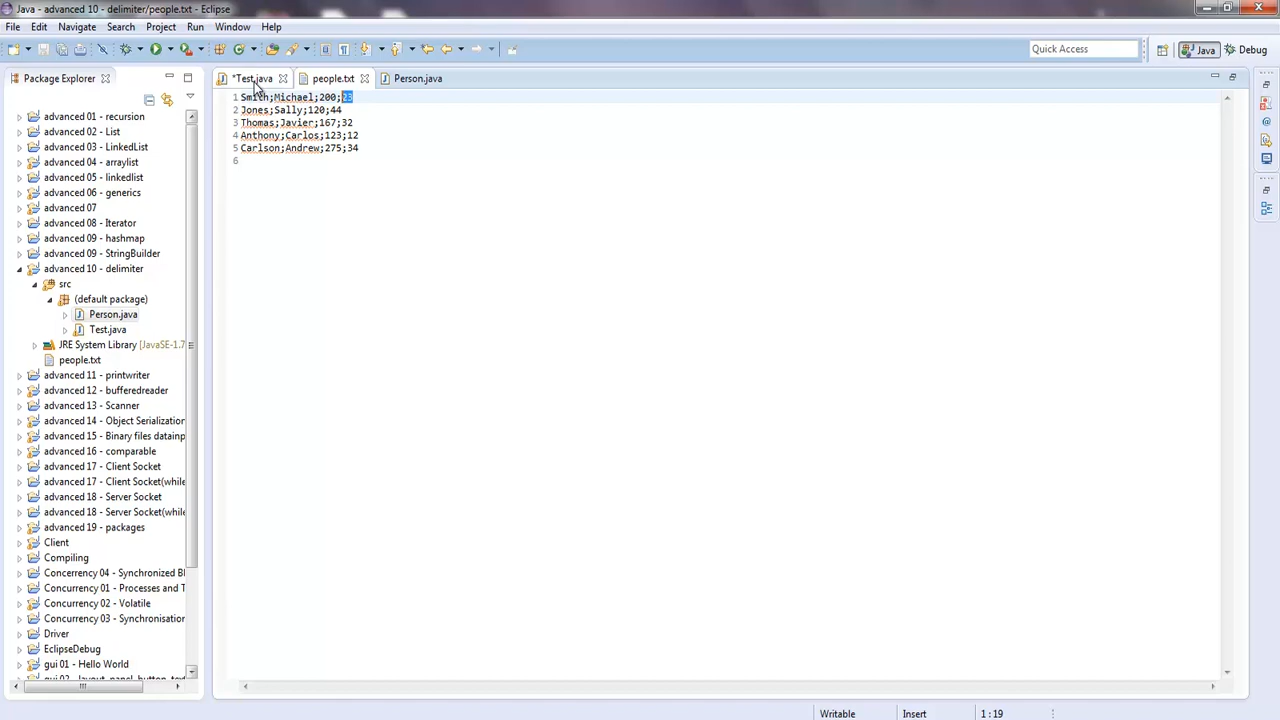 Java - advanced 10 - delimiter/people.txt - Eclipse
File Edit Navigate Search Project Run Window Help
Quick Access
Java
Debug
Package Explorer
*Test.java
people.txt
Person.java
advanced 01 - recursion
advanced 02 - List
advanced 03 - LinkedList
advanced 04 - arraylist
advanced 05 - linkedlist
advanced 06 - generics
advanced 07
advanced 08 - Iterator
advanced 09 - hashmap
advanced 09 - StringBuilder
advanced 10 - delimiter
src
(default package)
Person.java
Test.java
JRE System Library [JavaSE-1.7
people.txt
advanced 11 - printwriter
advanced 12 - bufferedreader
advanced 13 - Scanner
advanced 14 - Object Serialization
advanced 15 - Binary files datainp
advanced 16 - comparable
advanced 17 - Client Socket
advanced 17 - Client Socket(while
advanced 18 - Server Socket
advanced 18 - Server Socket(while
advanced 19 - packages
Client
Compiling
Concerrency 04 - Synchronized Bl
Concurrency 01 - Processes and T
Concurrency 02 - Volatile
Concurrency 03 - Synchronisation
Driver
EclipseDebug
gui 01 - Hello World
1 Smith;Michael;200;23
2 Jones;Sally;120;44
3 Thomas;Javier;167;32
4 Anthony;Carlos;123;12
5 Carlson;Andrew;275;34
6
Writable
Insert
1 : 19